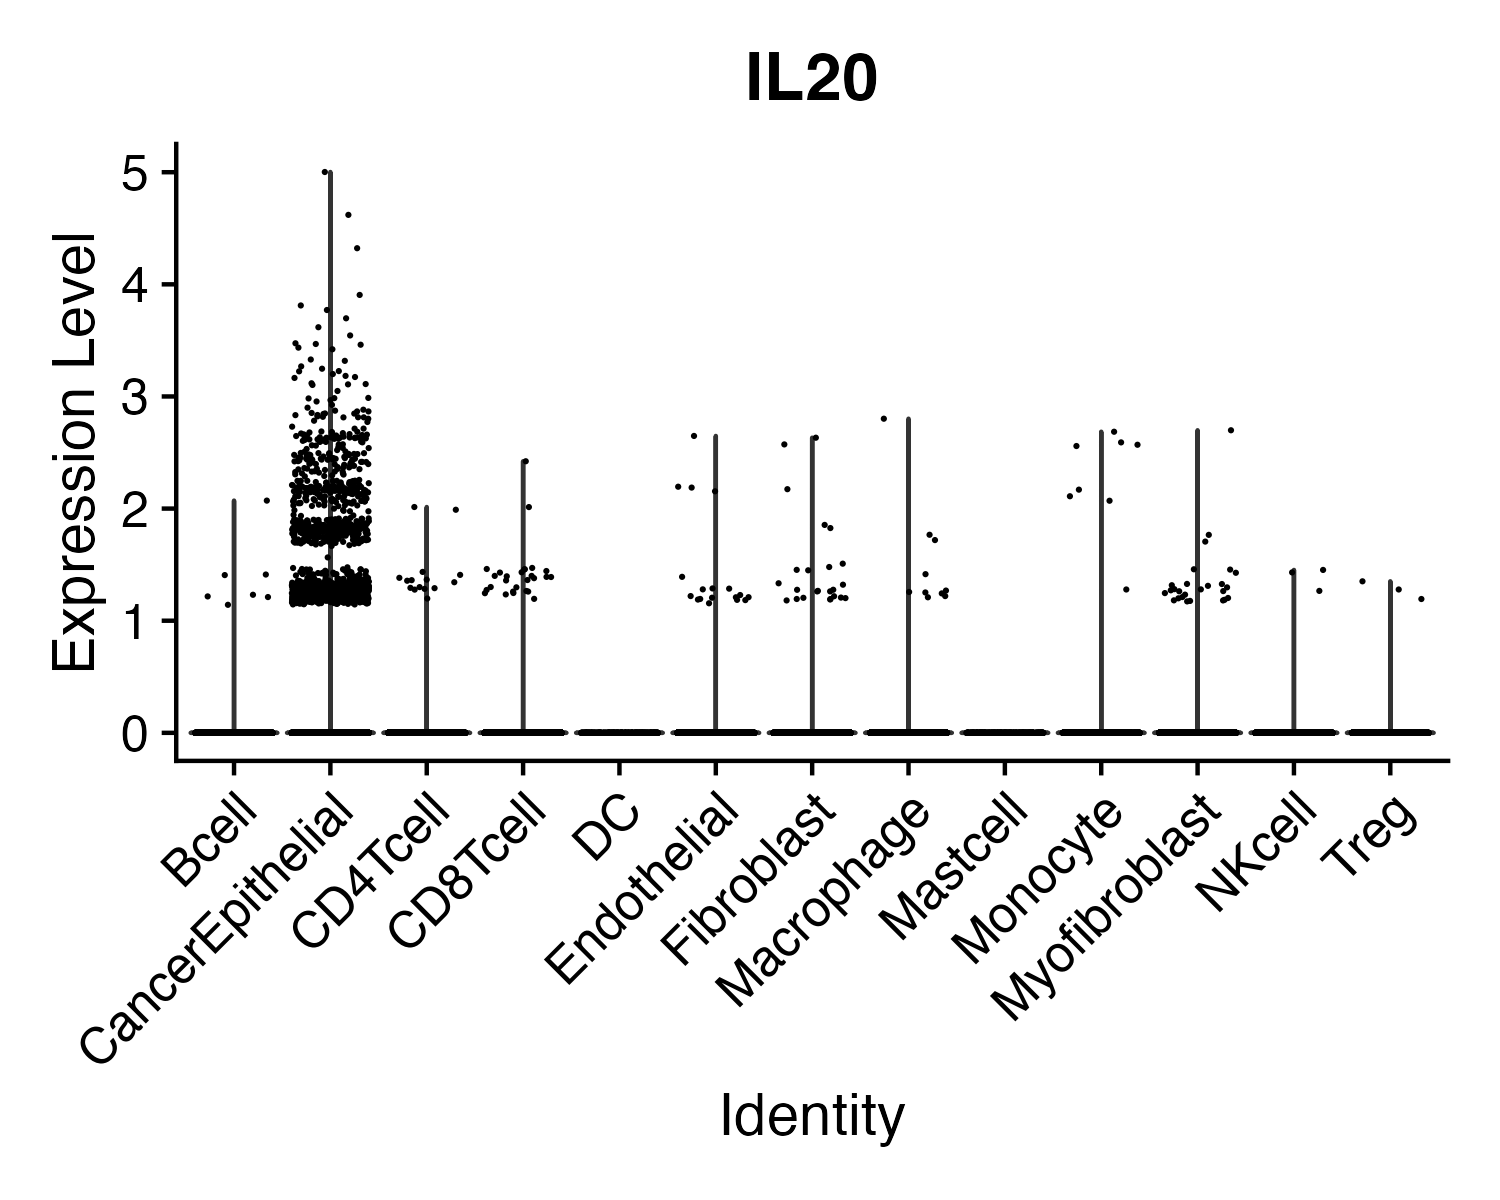 IL20
Expression Level
5
4
3
2
1
0
Bcell
CancerEpithelial
CD4Tcell
CD8Tcell
DC
Endothelial
Fibroblast
Macrophage
Mastcell
Monocyte
Myofibroblast
NKcell
Treg
Identity